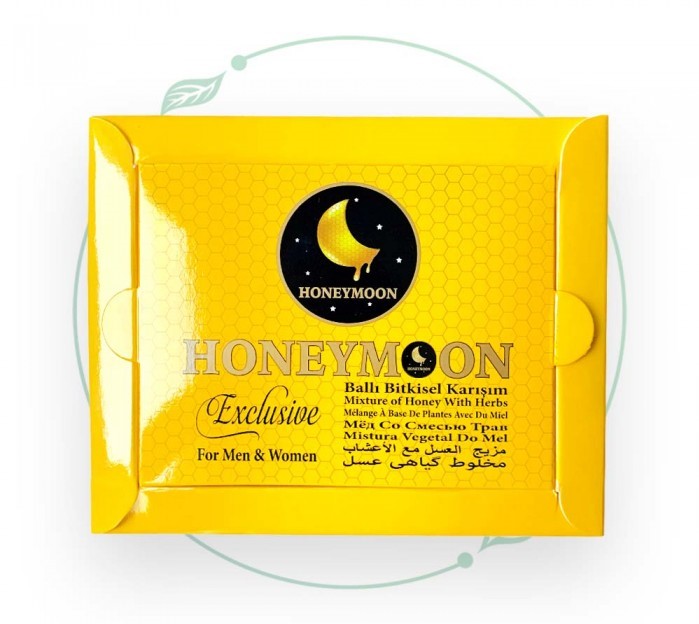 HONEYMOON
HONEYMOON
HONEYMOON
Exclusive
For Men & Women
Ballı Bitkisel Karışım
Mixture of Honey With Herbs
Mélange À Base De Plantes Avec Du Miel
Мёд Со Смесью Трав
Mistura Vegetal Do Mel
مزيج العسل مع الأعشاب
مخلوط گیاهی عسل